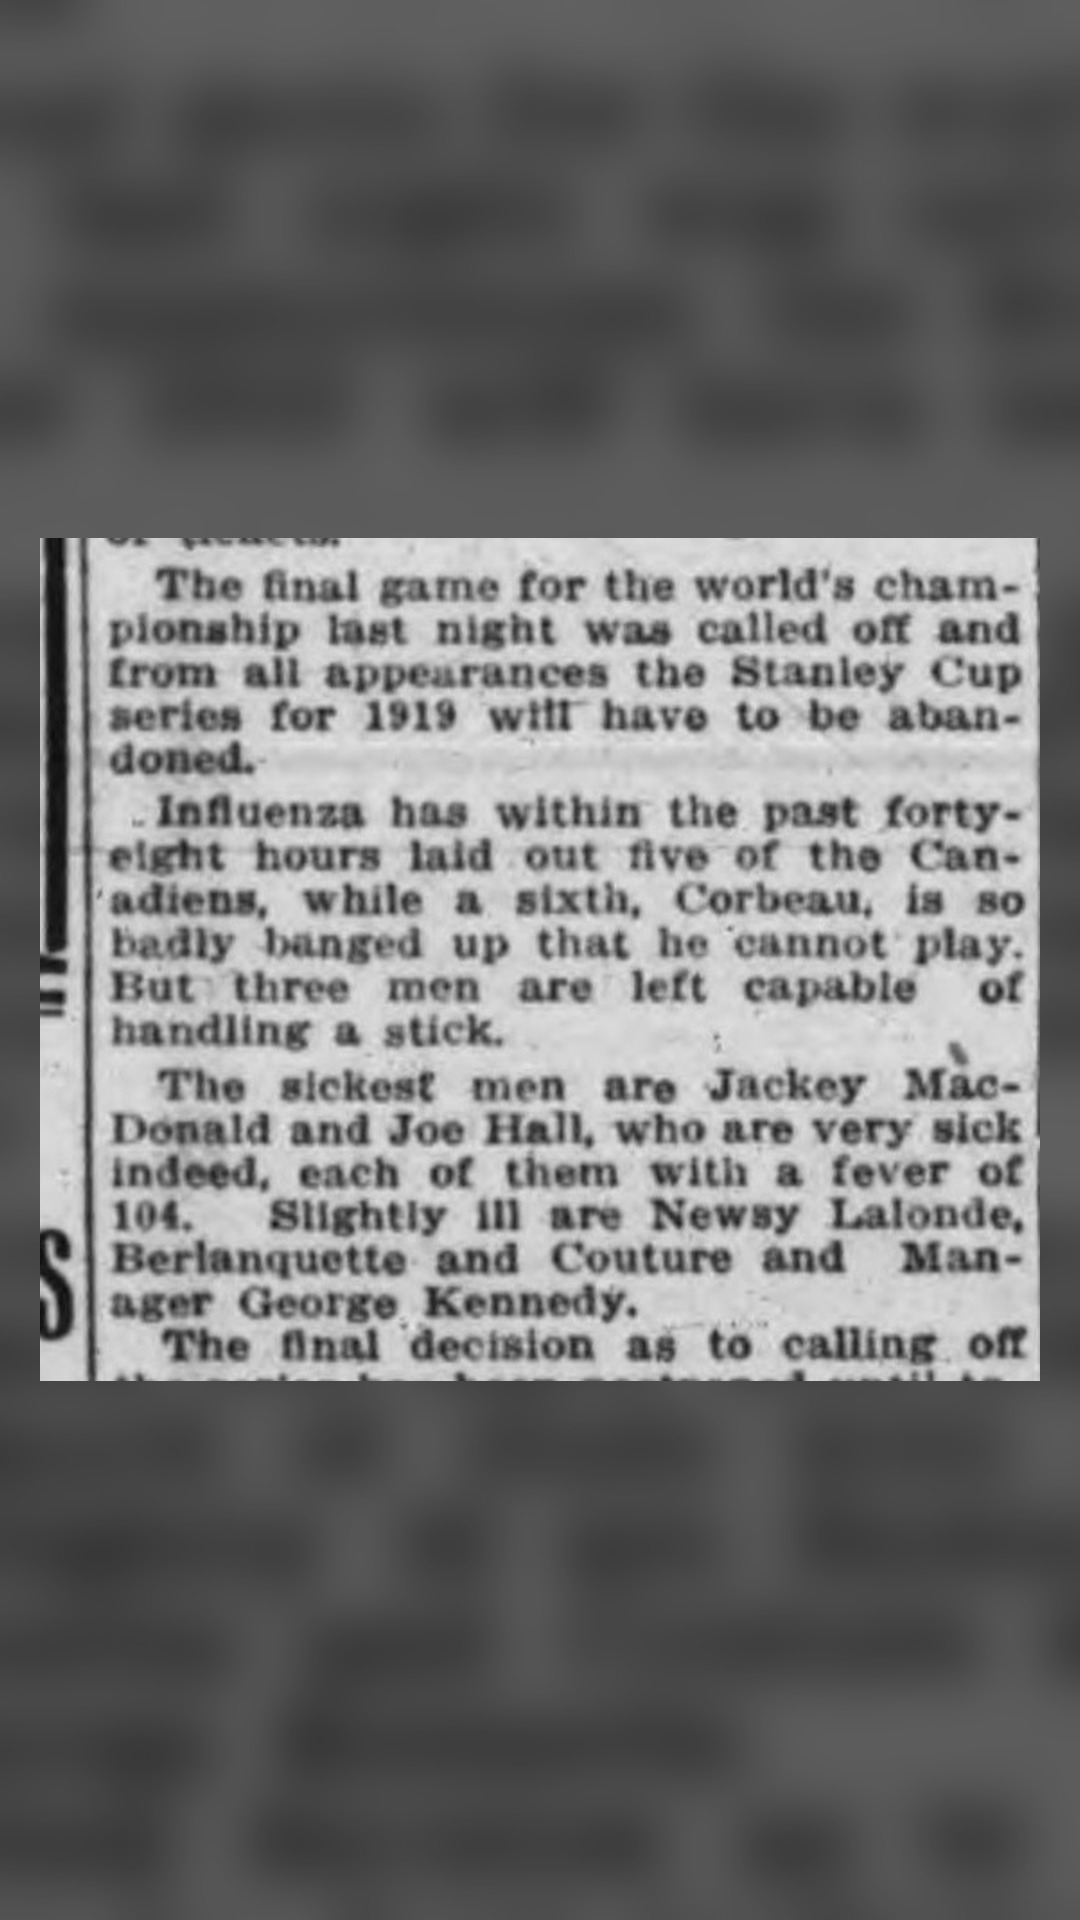 The final game for the world's cham-
pionship last night was called off and
from all appearances the Stanley Cup
series for 1919 will have to be aban-
doned.
Influenza has within the past forty-
eight hours laid out five of the Can-
adiens, while a sixth, Corbeau, is so
badly banged up that he cannot play.
But three men are left capable of
handling a stick.
The sickest men are Jackey Mac-
Donald and Joe Hall, who are very sick
indeed, each of them with a fever of
104. Slightly ill are Newsy Lalonde,
Berlanquette and Couture and Man-
ager George Kennedy.
The final decision as to calling off
S